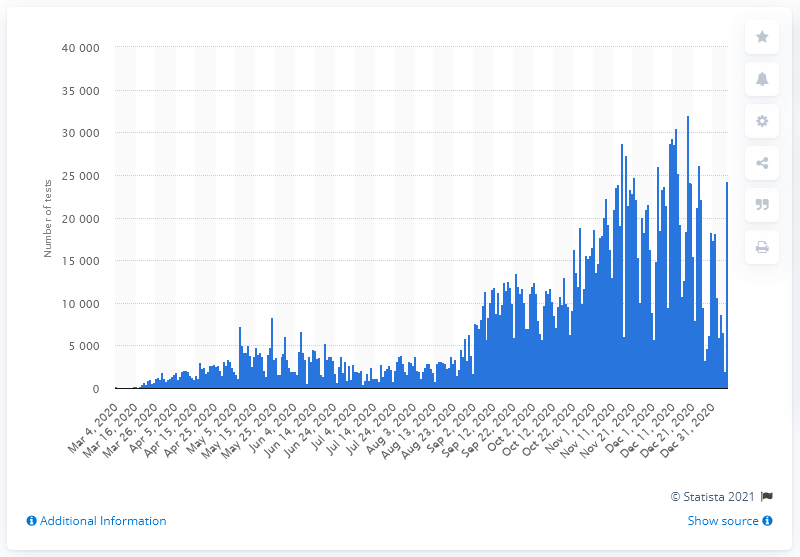 40 000
35 000
30 000
25 000
20 000
15 000
10 000
5 000
0
Number of tests
Mar 4, 2020
Mar 16, 2020
Mar 26, 2020
Apr 5, 2020
Apr 15, 2020
Apr 25, 2020
May 5, 2020
May 15, 2020
May 25, 2020
Jun 4, 2020
Jun 14, 2020
Jun 24, 2020
Jul 4, 2020
Jul 14, 2020
Jul 24, 2020
Aug 3, 2020
Aug 13, 2020
Aug 23, 2020
Sep 2, 2020
Sep 12, 2020
Sep 22, 2020
Oct 2, 2020
Oct 12, 2020
Oct 22, 2020
Nov 1, 2020
Nov 11, 2020
Nov 21, 2020
Dec 1, 2020
Dec 11, 2020
Dec 21, 2020
Dec 31, 2020
© Statista 2021
Additional Information
Show source